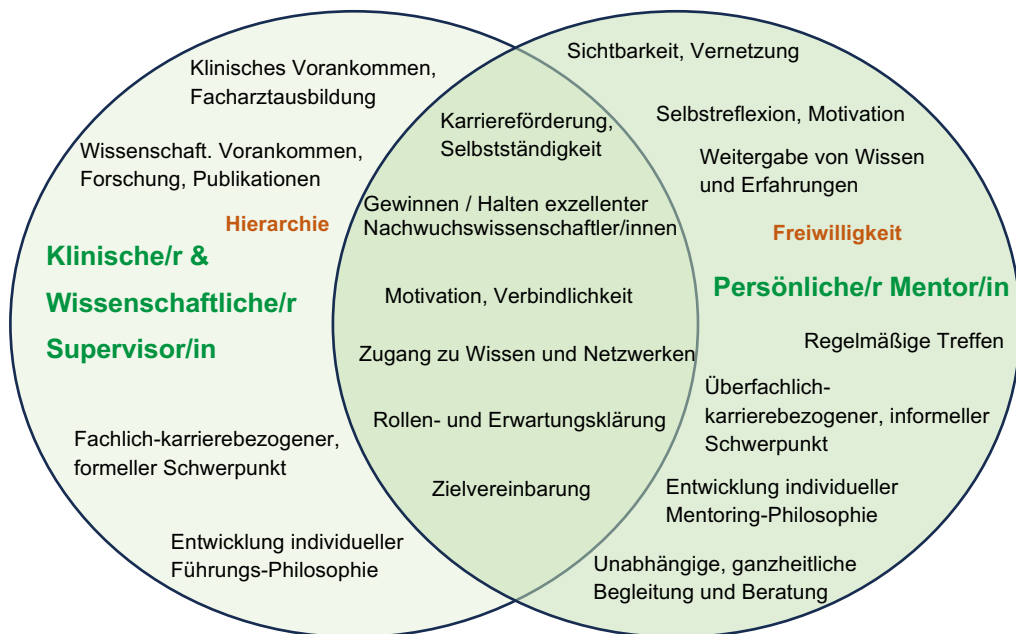 Klinisches Vorankommen,
Facharztausbildung
Wissenschaft. Vorankommen,
Forschung, Publikationen
Hierarchie
Klinische/r &
Wissenschaftliche/r
Supervisor/in
Fachlich-karrierebezogener,
formeller Schwerpunkt
Entwicklung individueller
Führungs-Philosophie
Karriereförderung,
Selbstständigkeit
Gewinnen / Halten exzellenter
Nachwuchswissenschaftler/innen
Motivation, Verbindlichkeit
Zugang zu Wissen und Netzwerken
Rollen- und Erwartungsklärung
Zielvereinbarung
Sichtbarkeit, Vernetzung
Selbstreflexion, Motivation
Weitergabe von Wissen
und Erfahrungen
Freiwilligkeit
Persönliche/r Mentor/in
Regelmäßige Treffen
Überfachlich-
karrierebezogener, informeller
Schwerpunkt
Entwicklung individueller
Mentoring-Philosophie
Unabhängige, ganzheitliche
Begleitung und Beratung